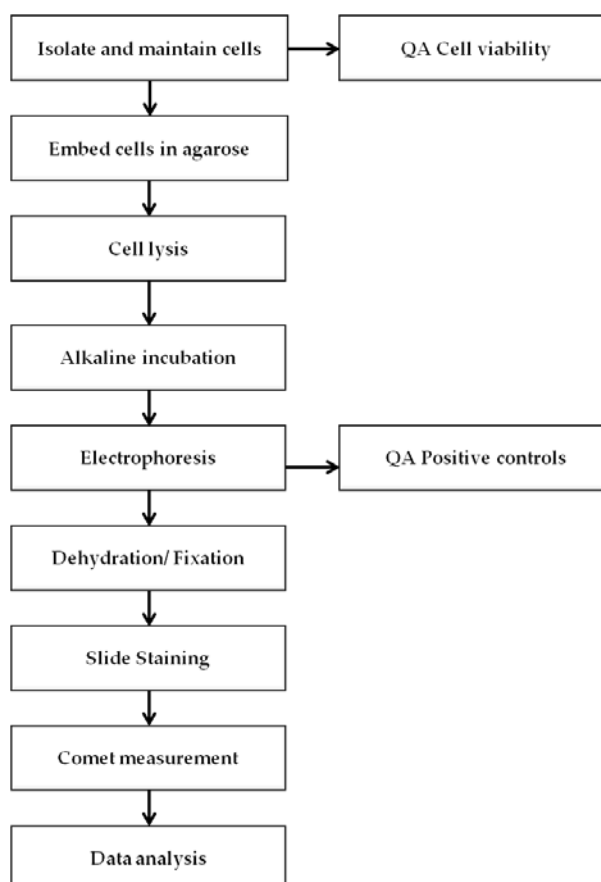 Isolate and maintain cells
QA Cell viability
Embed cells in agarose
Cell lysis
Alkaline incubation
Electrophoresis
QA Positive controls
Dehydration/ Fixation
Slide Staining
Comet measurement
Data analysis